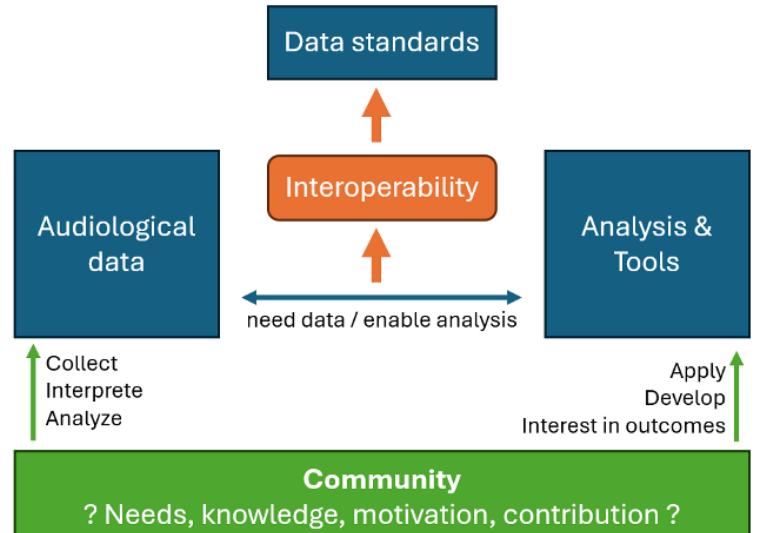 Data standards
Interoperability
Audiological
data
Analysis &
Tools
need data / enable analysis
Collect
Interprete
Analyze
Apply
Develop
Interest in outcomes
Community
? Needs, knowledge, motivation, contribution ?